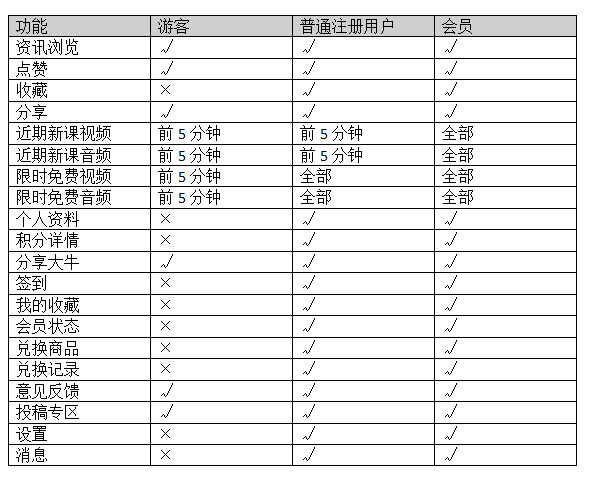 功能 游客 普通注册用户 会员
资讯浏览 √ √ √
点赞 √ √ √
收藏 × √ √
分享 √ √ √
近期新课视频 前 5 分钟 前 5 分钟 全部
近期新课音频 前 5 分钟 前 5 分钟 全部
限时免费视频 前 5 分钟 全部 全部
限时免费音频 前 5 分钟 全部 全部
个人资料 × √ √
积分详情 × √ √
分享大牛 √ √ √
签到 × √ √
我的收藏 × √ √
会员状态 × √ √
兑换商品 × √ √
兑换记录 × √ √
意见反馈 √ √ √
投稿专区 √ √ √
设置 × √ √
消息 × √ √